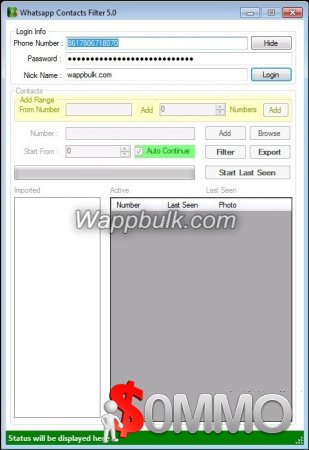 Whatsapp Contacts Filter 5.0
Login Info
Phone Number : 8617806718070 Hide
Password : ●●●●●●●●●●●●●●●●●●●●●●●●●●●●
Nick Name : wappbulk.com Login
Contacts
Add Range
From Number Add 0 Numbers Add
Number : Add Browse
Start From : 0 Auto Continue Filter Export
Start Last Seen
Imported Active Last Seen
Number Last Seen Photo
Wappbulk.com
$0MMO
Status will be displayed here